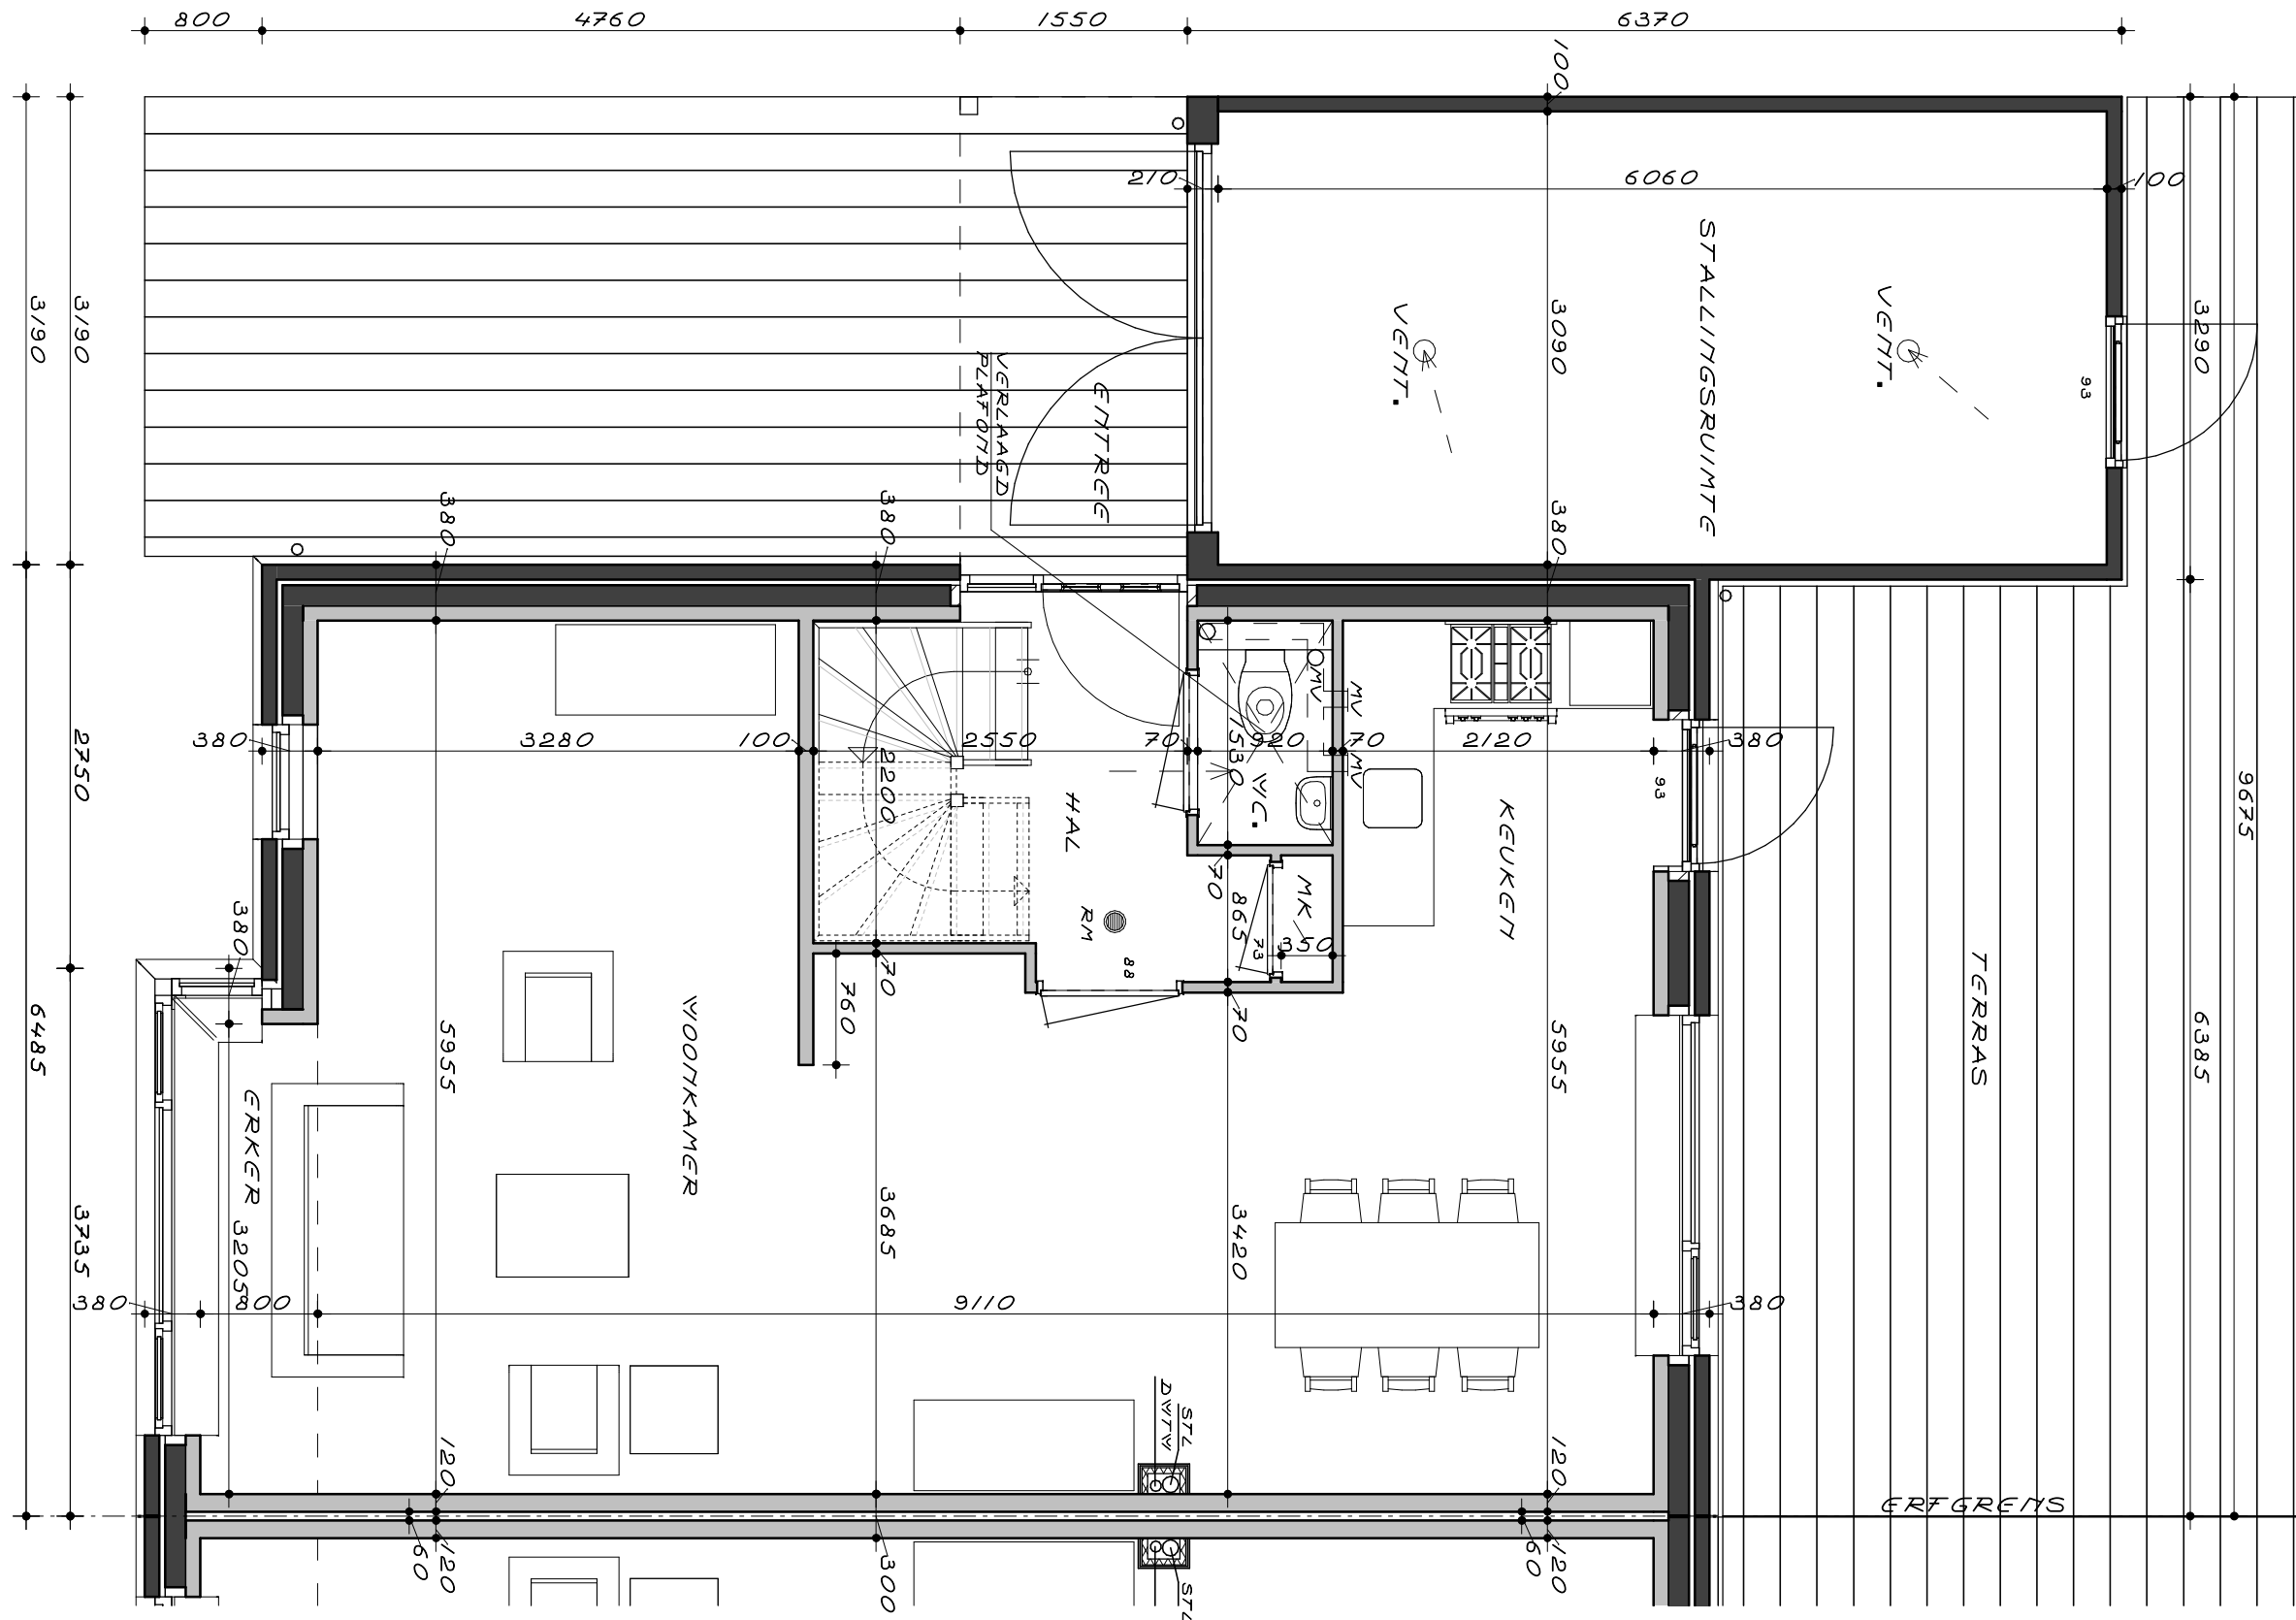 800
4760
1550
6370
100
210
6060
100
STALLINGSRUIMTE
VENT.
VENT.
3090
3290
93
3190
3190
VERLAAGD
PLAFOND
ENTREE
380
380
380
9675
2750
380
3280
100
2550
70
920
70
2120
380
MV
MV
MV
1530
2200
WC.
HAL
KEUKEN
93
70
865
MK
RM
73
350
88
70
70
760
380
6485
WOONKAMER
5955
5955
TERRAS
6385
ERKER
3205
3735
3685
3420
380
800
9110
380
DWTW
STL
120
120
ERFGRENS
60
120
300
60
120
STL